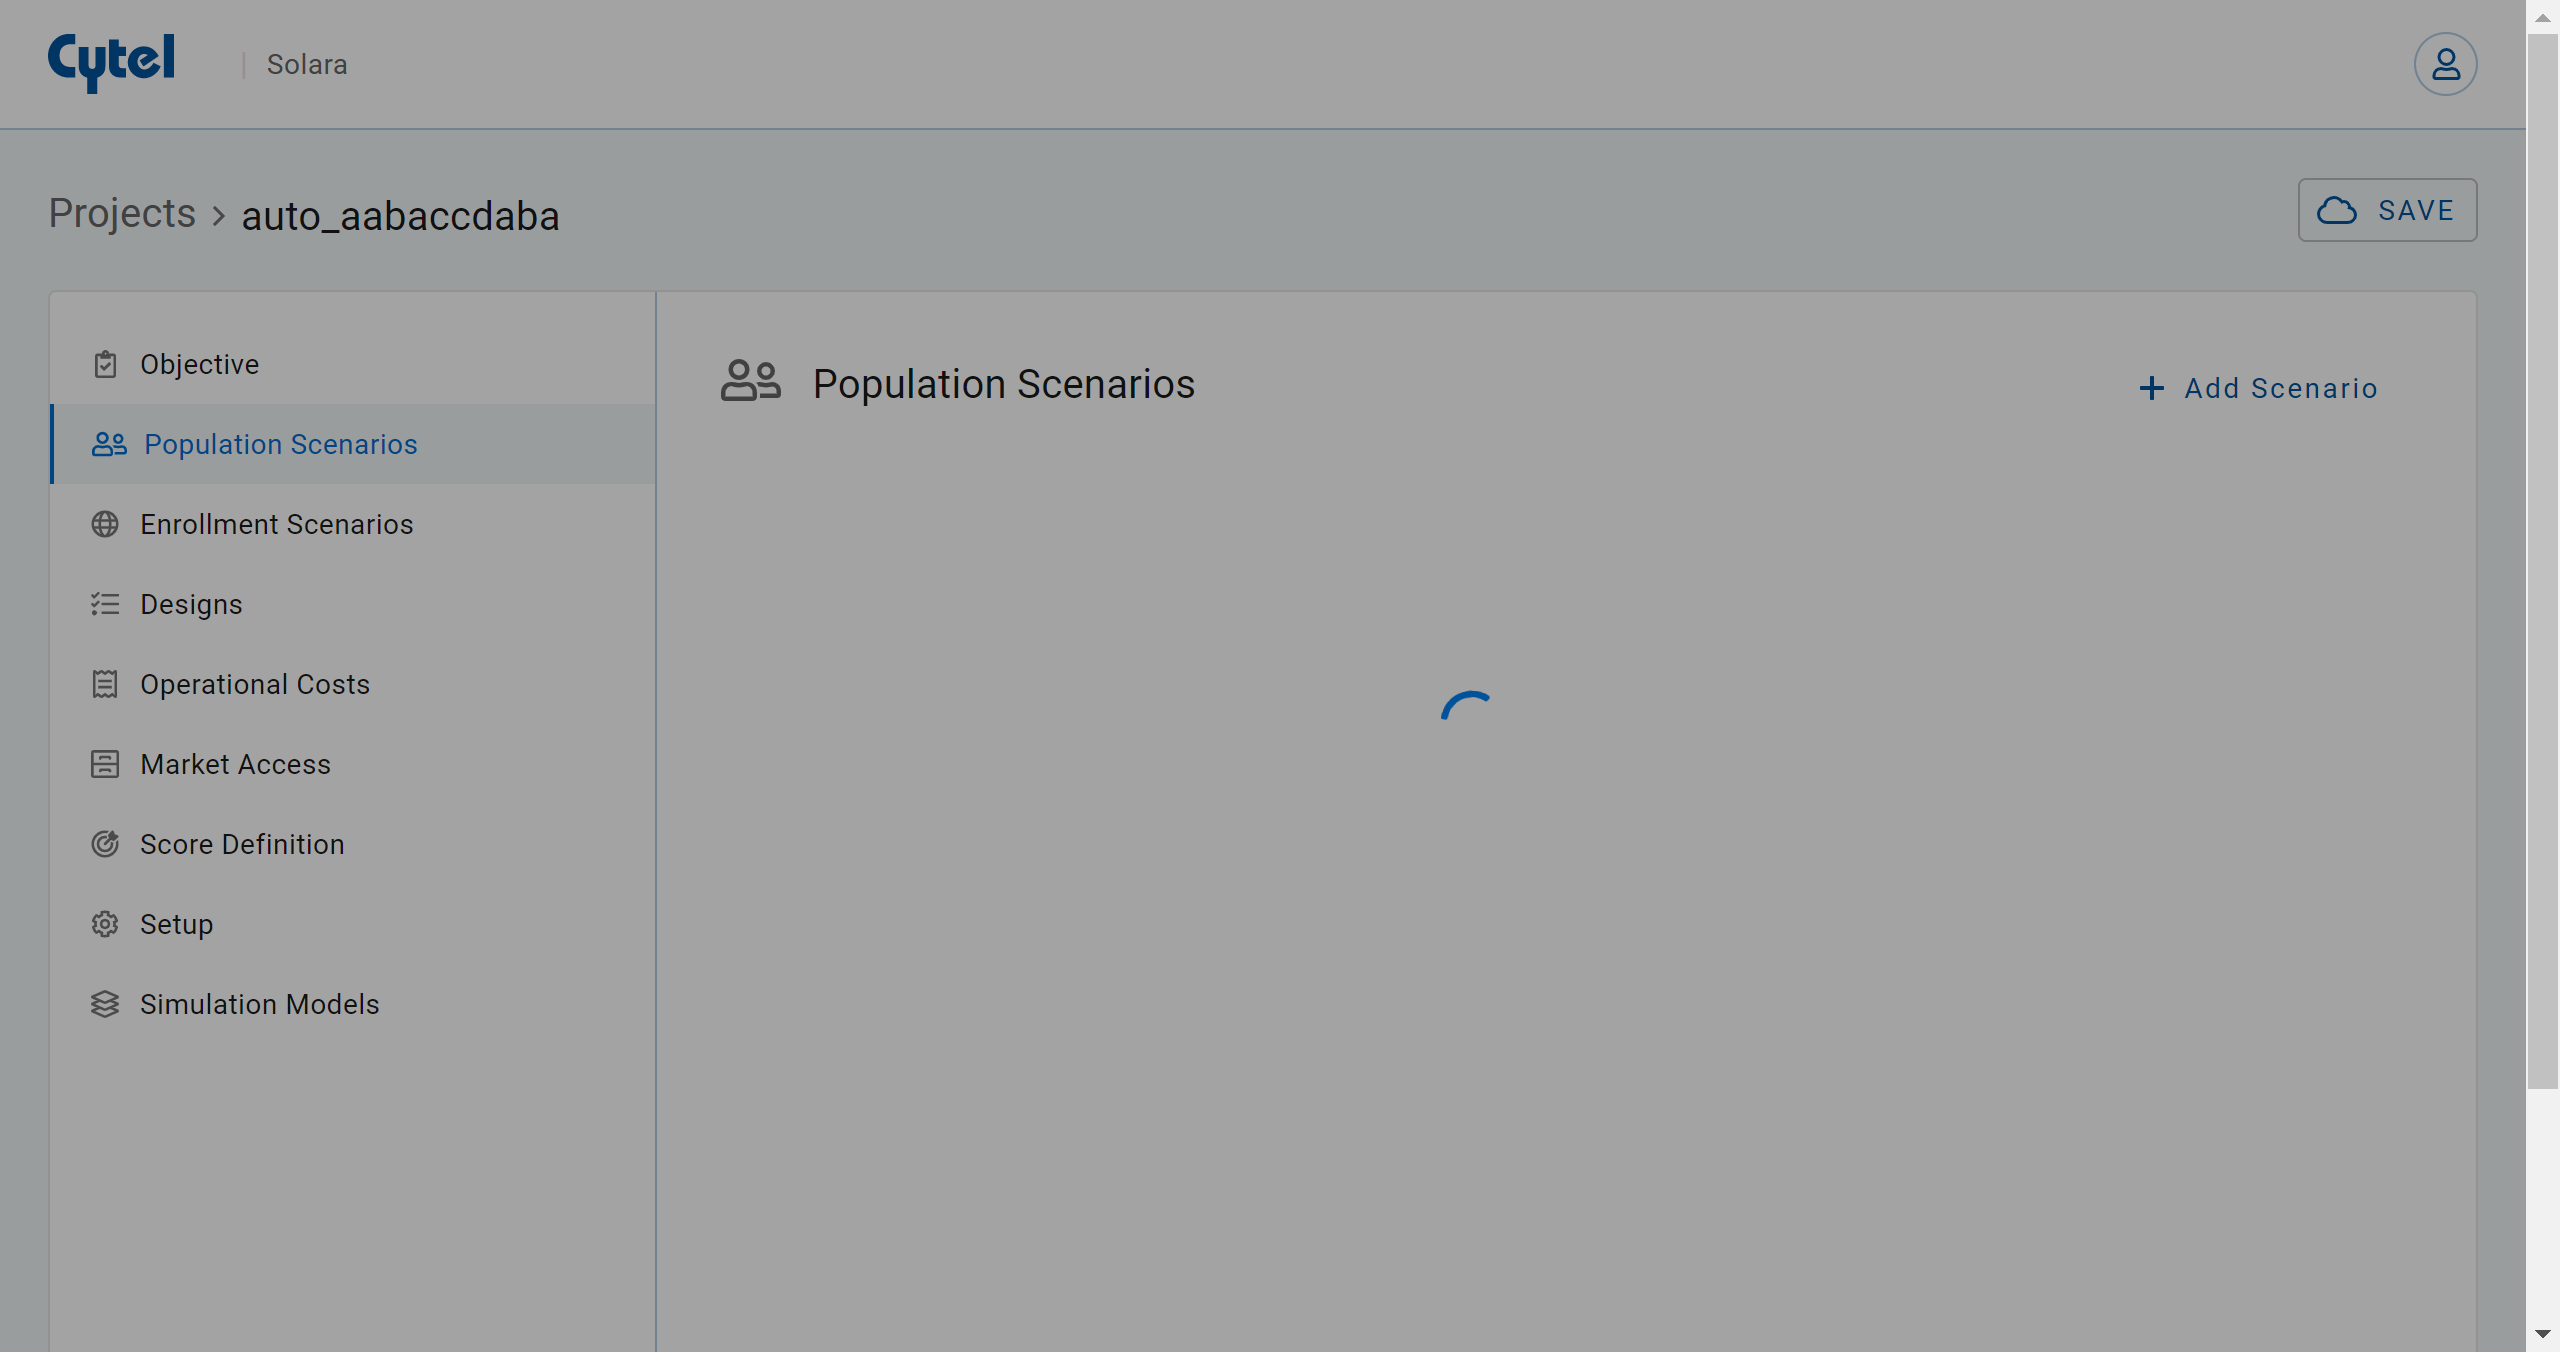 Cytel
Solara
Projects > auto_aabaccdaba
SAVE
Objective
Population Scenarios
Enrollment Scenarios
Designs
Operational Costs
Market Access
Score Definition
Setup
Simulation Models
Population Scenarios
Add Scenario